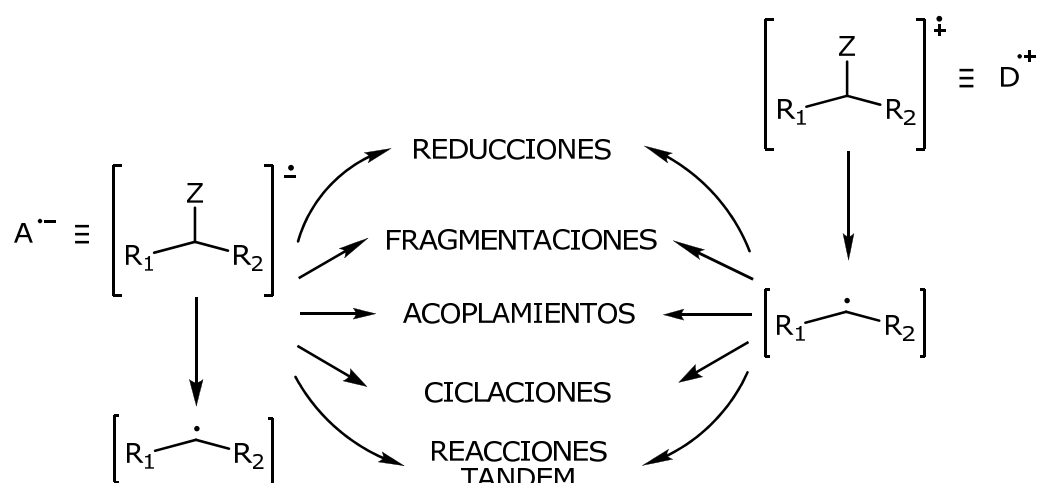 Z
R1 R2
D·+
≡
REDUCCIONES
Z
A·− ≡
R1 R2
FRAGMENTACIONES
ACOPLAMIENTOS
R1 R2
CICLACIONES
REACCIONES
R1 R2
TANDEM